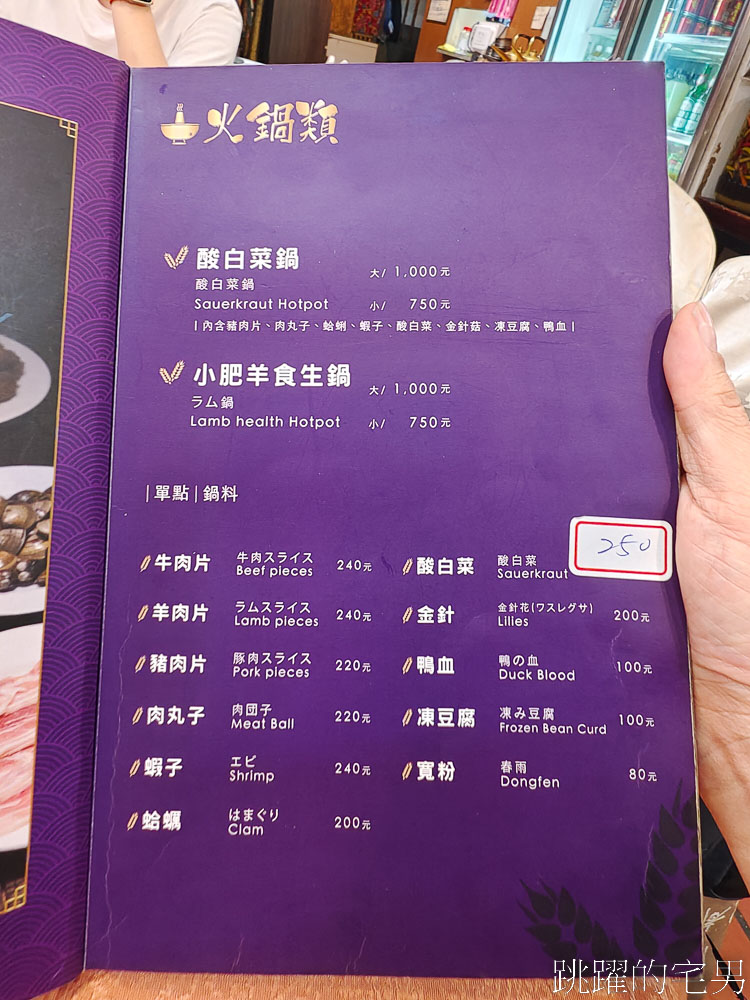 火鍋類
酸白菜鍋
酸白菜鍋
Sauerkraut Hotpot
大/ 1,000元
小/ 750元
|內含豬肉片、肉丸子、蛤蜊、蝦子、酸白菜、金針菇、凍豆腐、鴨血|
小肥羊食生鍋
ラム鍋
Lamb health Hotpot
大/ 1,000元
小/ 750元
|單點|鍋料
牛肉片 牛肉スライス 240元
Beef pieces
羊肉片 ラムスライス 240元
Lamb pieces
豬肉片 豚肉スライス 220元
Pork pieces
肉丸子 肉団子 220元
Meat Ball
蝦子 エビ 240元
Shrimp
蛤蠣 はまぐり 200元
Clam
酸白菜 酸白菜 250
Sauerkraut
金針 金針花(ワスレグサ) 200元
Lilies
鴨血 鴨の血 100元
Duck Blood
凍豆腐 凍み豆腐 100元
Frozen Bean Curd
寬粉 春雨 80元
Dongfen
跳躍的宅男